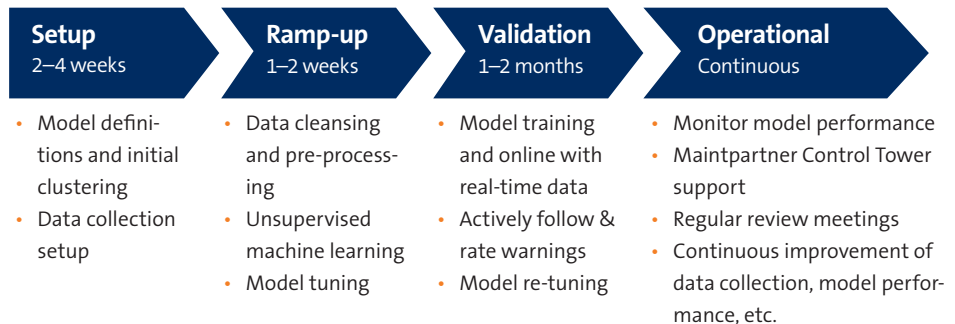 Setup
2–4 weeks
• Model defini-
tions and initial
clustering
• Data collection
setup
Ramp-up
1–2 weeks
• Data cleansing
and pre-process-
ing
• Unsupervised
machine learning
• Model tuning
Validation
1–2 months
• Model training
and online with
real-time data
• Actively follow &
rate warnings
• Model re-tuning
Operational
Continuous
• Monitor model performance
• Maintpartner Control Tower
support
• Regular review meetings
• Continuous improvement of
data collection, model perfor-
mance, etc.